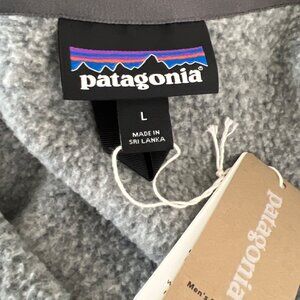 patagonia®
L
MADE IN
SRI LANKA
patagonia
Men's